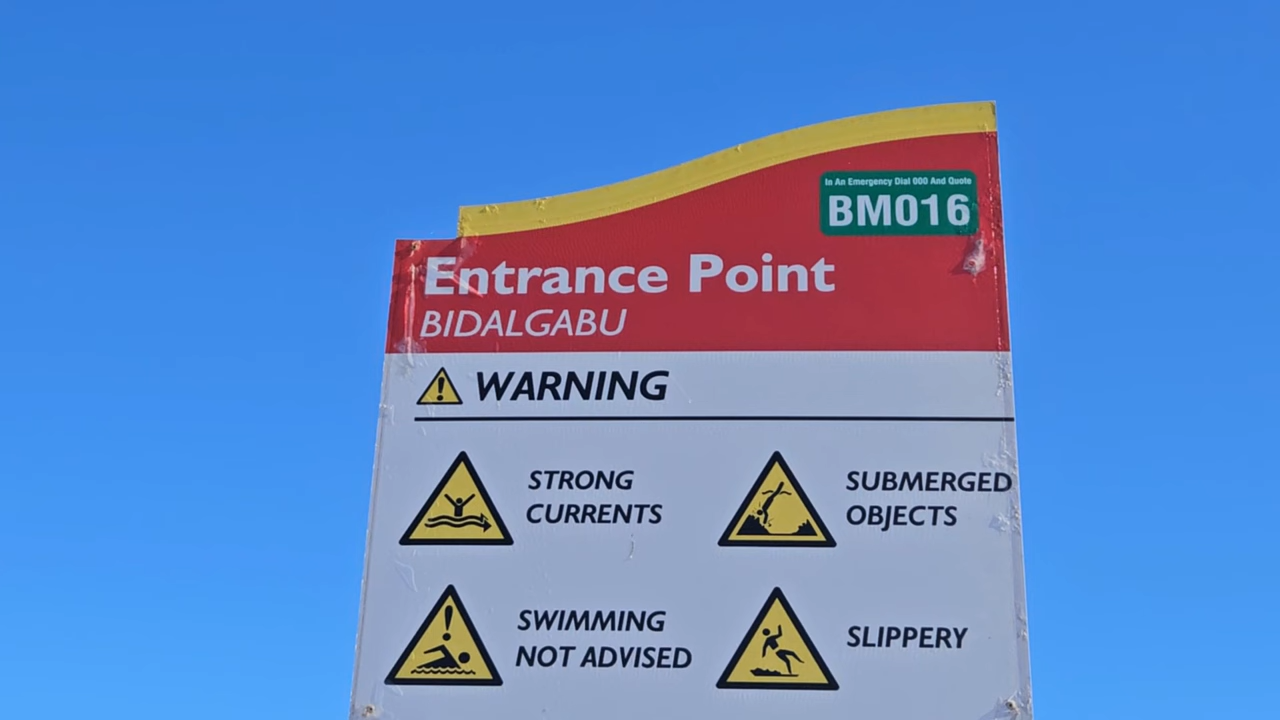 In An Emergency Dial 000 And Quote
BM016
Entrance Point
BIDALGABU
WARNING
STRONG
CURRENTS
SUBMERGED
OBJECTS
SWIMMING
NOT ADVISED
SLIPPERY